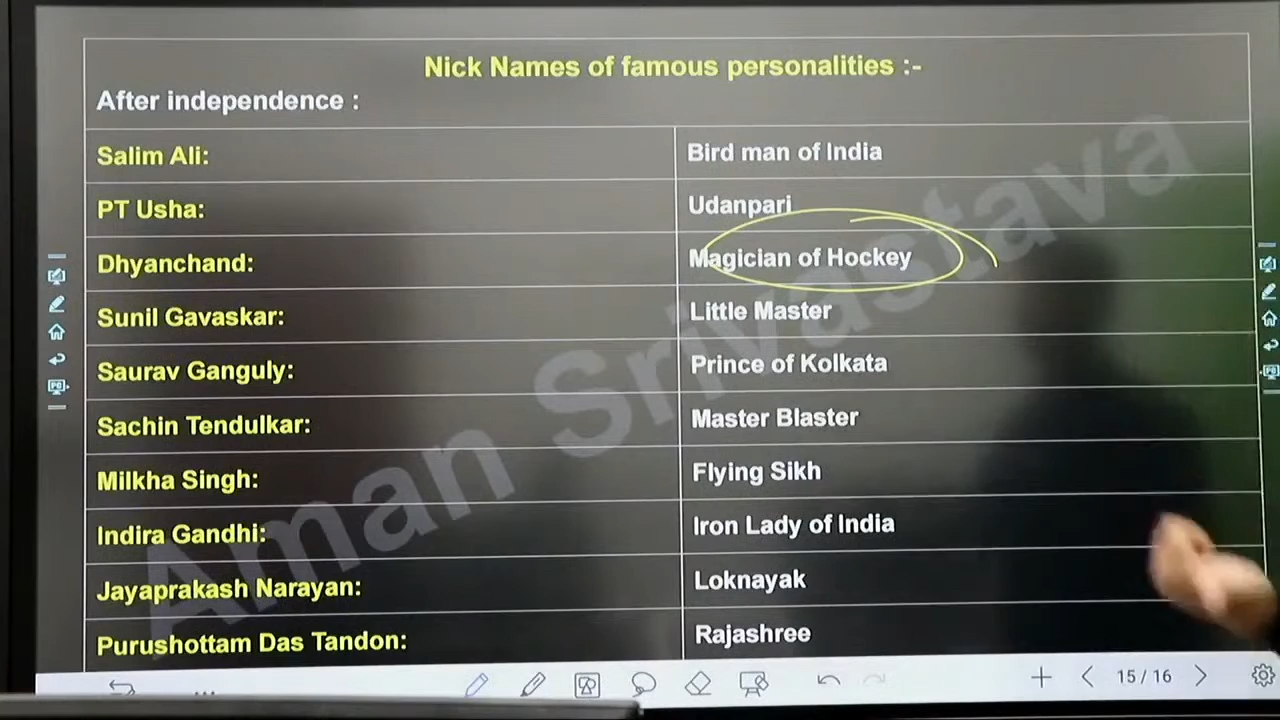 Nick Names of famous personalities :-
After independence :
Salim Ali: Bird man of India
PT Usha: Udanpari
Dhyanchand: Magician of Hockey
Sunil Gavaskar: Little Master
Saurav Ganguly: Prince of Kolkata
Sachin Tendulkar: Master Blaster
Milkha Singh: Flying Sikh
Indira Gandhi: Iron Lady of India
Jayaprakash Narayan: Loknayak
Purushottam Das Tandon: Rajashree
Aman Srivastava
15 / 16